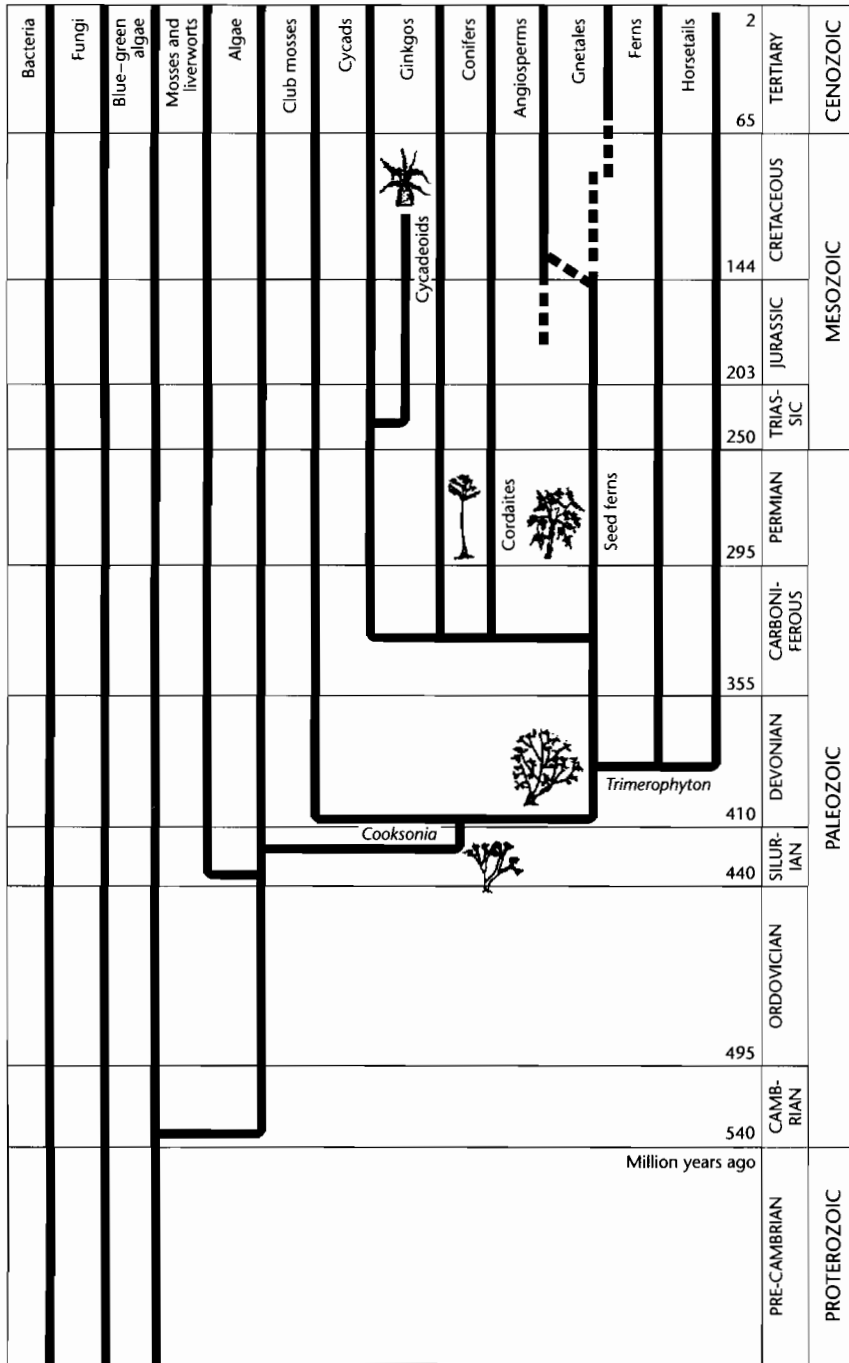 Bacteria
Fungi
Blue–green
algae
Mosses and
liverworts
Algae
Club mosses
Cycads
Ginkgos
Conifers
Angiosperms
Gnetales
Ferns
Horsetails
2
TERTIARY
CENOZOIC
65
Cycadeoids
CRETACEOUS
144
MESOZOIC
JURASSIC
203
TRIAS-
SIC
250
Cordaites
Seed ferns
PERMIAN
295
CARBONI-
FEROUS
355
DEVONIAN
Trimerophyton
410
PALEOZOIC
Cooksonia
SILUR-
IAN
440
ORDOVICIAN
495
CAMB-
RIAN
540
Million years ago
PRE-CAMBRIAN
PROTEROZOIC